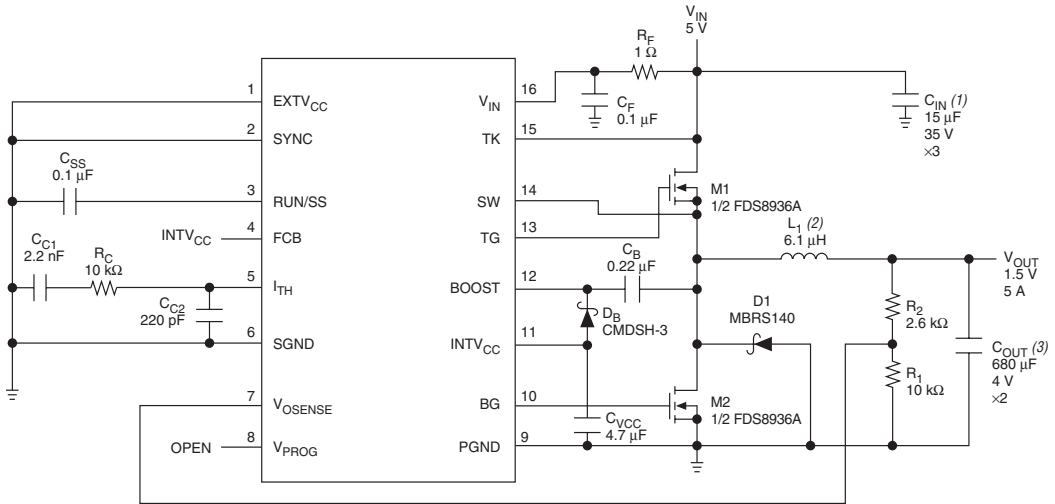 V_IN
5 V
R_F
1 Ω
C_F
0.1 µF
C_IN (1)
15 µF
35 V
×3
1
EXTV_CC
2
SYNC
C_SS
0.1 µF
3
RUN/SS
INTV_CC
4
FCB
C_C1
2.2 nF
R_C
10 kΩ
5
I_TH
C_C2
220 pF
6
SGND
7
V_OSENSE
OPEN
8
V_PROG
V_IN
16
TK
15
SW
14
TG
13
BOOST
12
INTV_CC
11
BG
10
PGND
9
M1
1/2 FDS8936A
C_B
0.22 µF
D_B
CMDSH-3
L_1 (2)
6.1 µH
D1
MBRS140
V_OUT
1.5 V
5 A
R_2
2.6 kΩ
R_1
10 kΩ
C_OUT (3)
680 µF
4 V
×2
M2
1/2 FDS8936A
C_VCC
4.7 µF